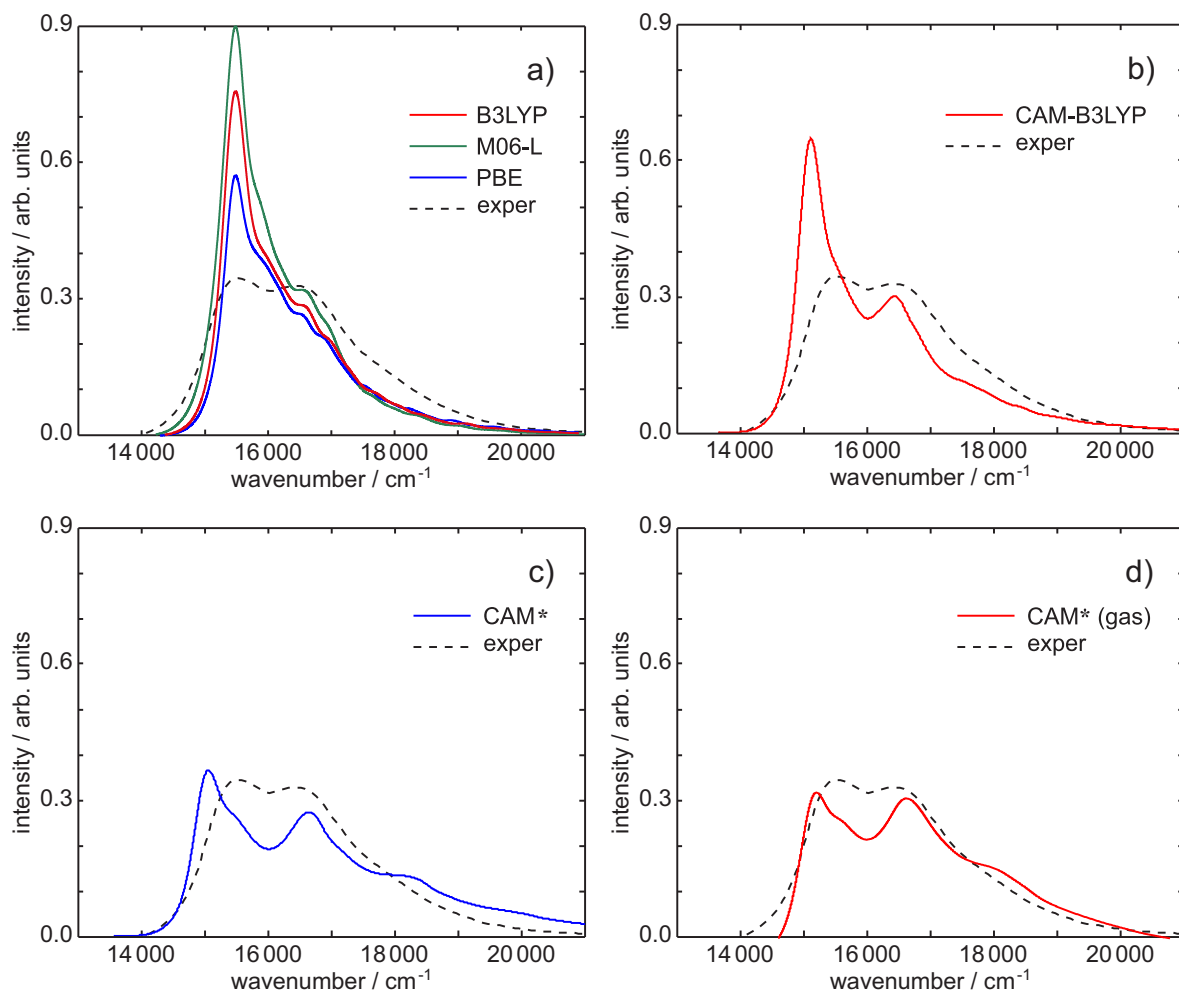 0.9
a)
B3LYP
M06-L
PBE
exper
0.6
0.3
0.0
intensity / arb. units
14 000 16 000 18 000 20 000
wavenumber / cm-1
0.9
b)
CAM-B3LYP
exper
0.6
0.3
0.0
intensity / arb. units
14 000 16 000 18 000 20 000
wavenumber / cm-1
0.9
c)
CAM*
exper
0.6
0.3
0.0
intensity / arb. units
14 000 16 000 18 000 20 000
wavenumber / cm-1
0.9
d)
CAM* (gas)
exper
0.6
0.3
0.0
intensity / arb. units
14 000 16 000 18 000 20 000
wavenumber / cm-1